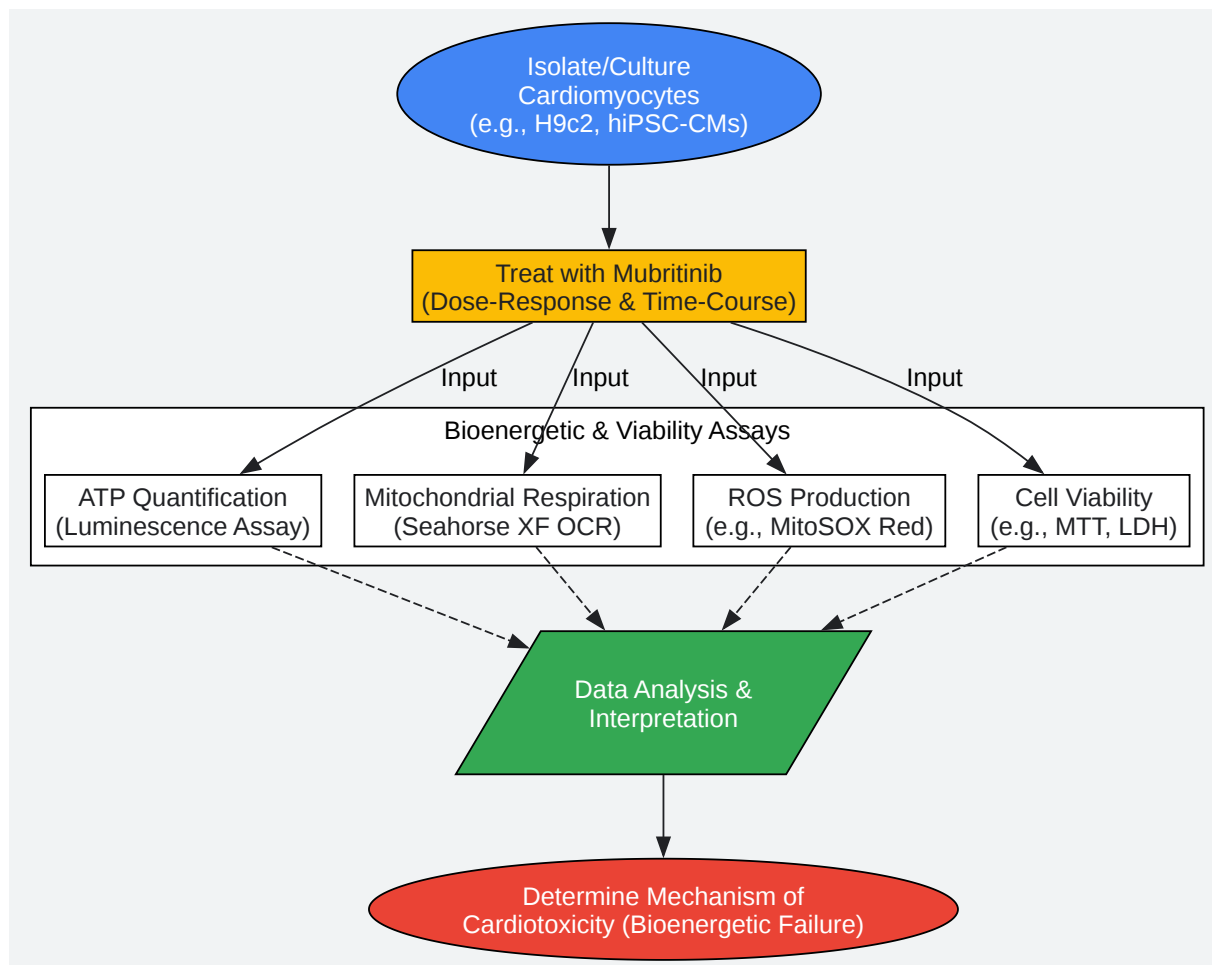 Isolate/Culture
Cardiomyocytes
(e.g., H9c2, hiPSC-CMs)
Treat with Mubritinib
(Dose-Response & Time-Course)
Input
Input
Input
Input
Bioenergetic & Viability Assays
ATP Quantification
(Luminescence Assay)
Mitochondrial Respiration
(Seahorse XF OCR)
ROS Production
(e.g., MitoSOX Red)
Cell Viability
(e.g., MTT, LDH)
Data Analysis &
Interpretation
Determine Mechanism of
Cardiotoxicity (Bioenergetic Failure)